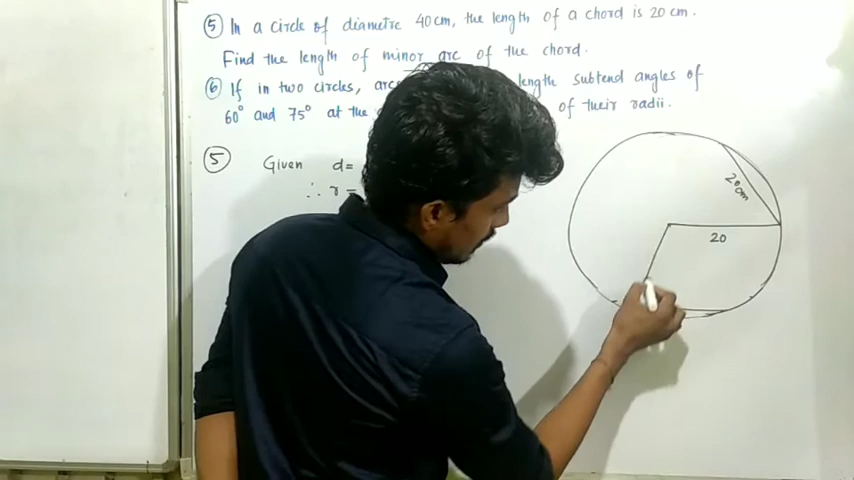 ⑤ In a circle of diametre 40 cm, the length of a chord is 20 cm.
Find the length of minor arc of the chord.
⑥ If in two circles, arc length subtend angles of
60° and 75° at the of their radii.
⑤ Given d=
∴ r=
20cm
20